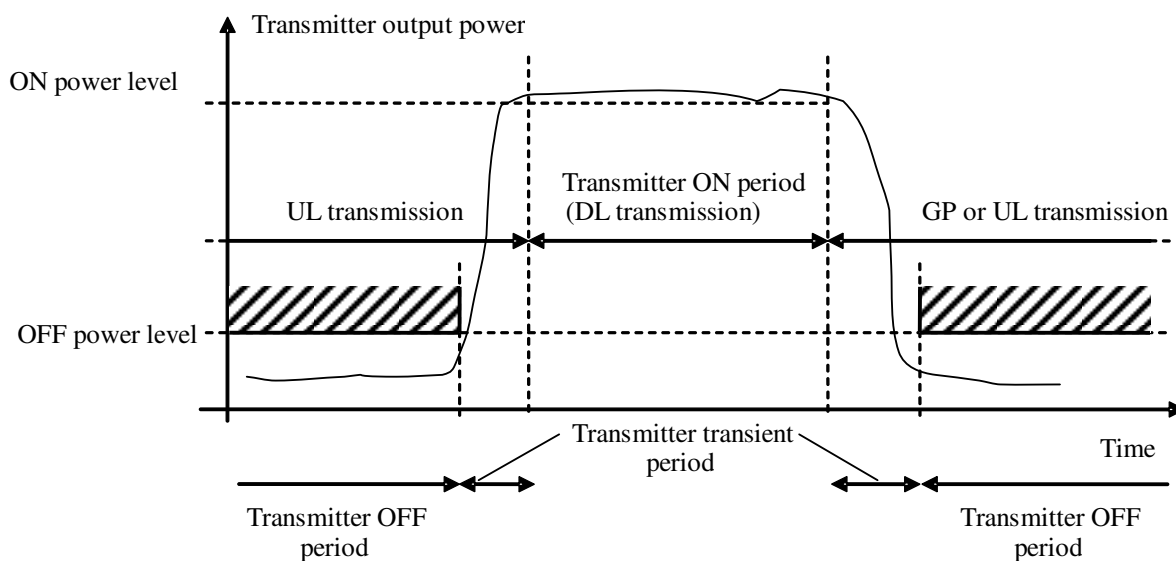 Transmitter output power
ON power level
Transmitter ON period
(DL transmission)
UL transmission
GP or UL transmission
OFF power level
Transmitter transient
period
Time
Transmitter OFF
period
Transmitter OFF
period